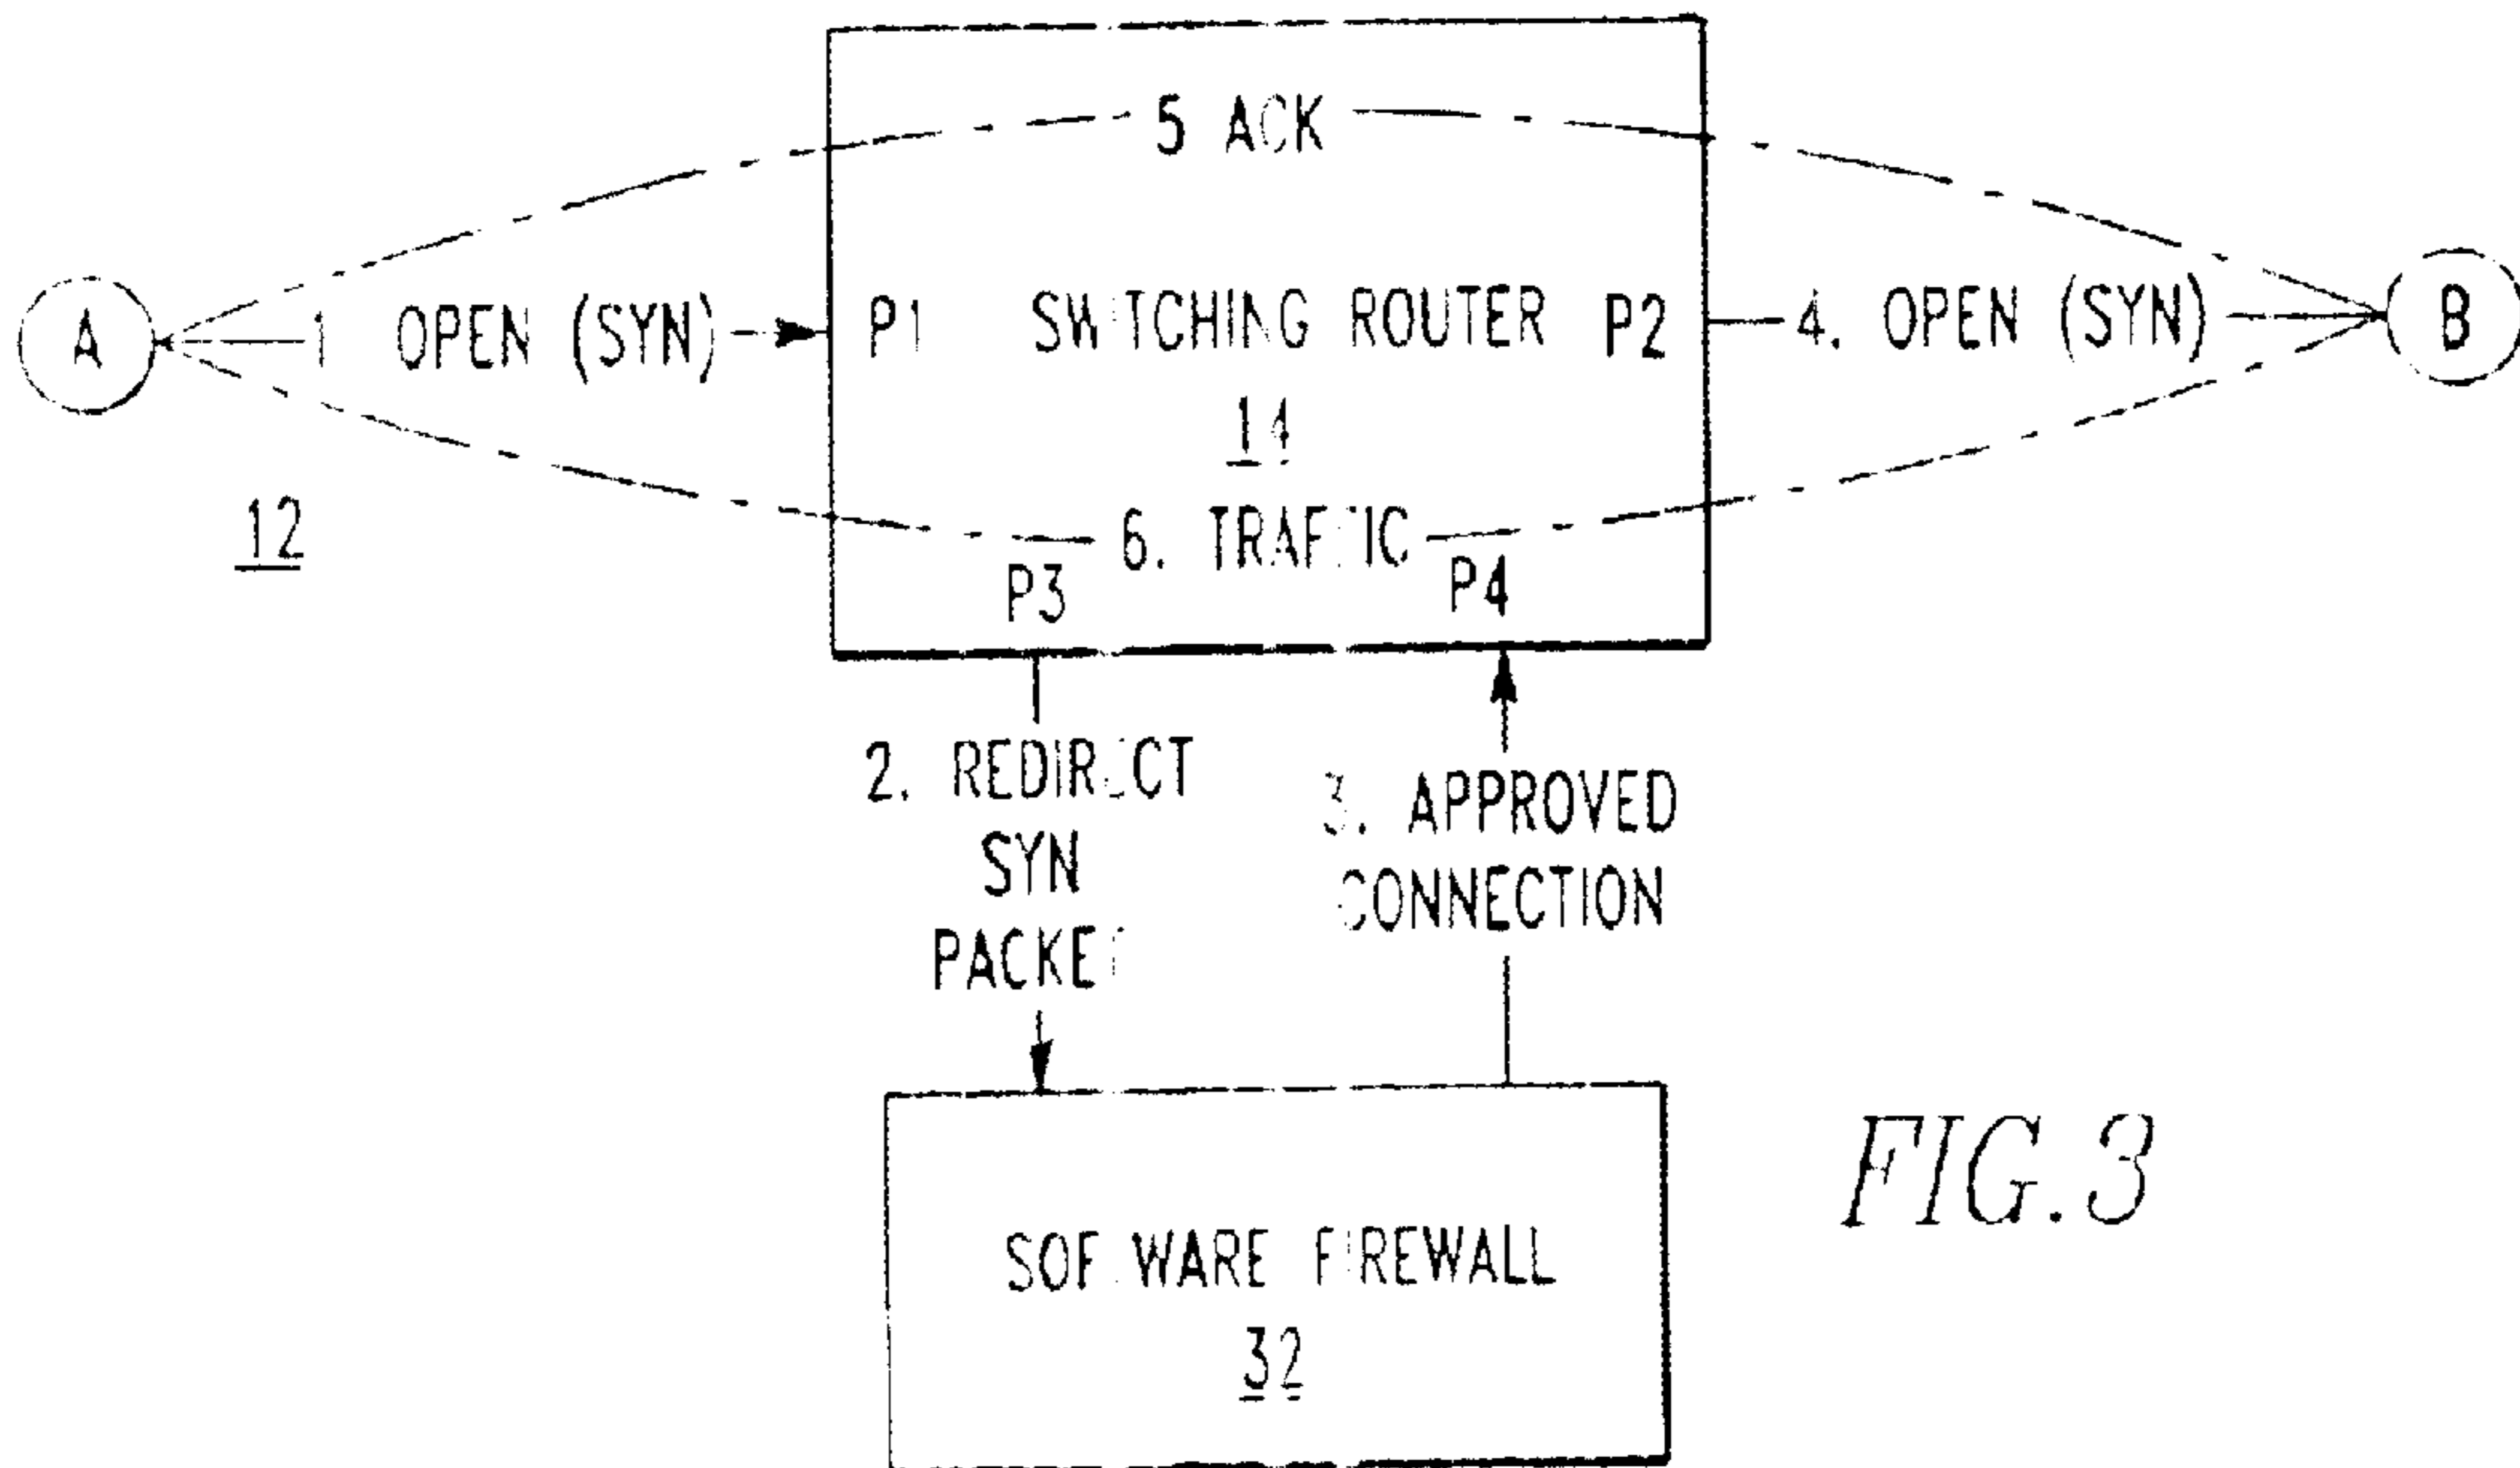 5 ACK
A
1 OPEN (SYN)
P1
SWITCHING ROUTER
P2
4. OPEN (SYN)
B
14
12
6. TRAFFIC
P3
P4
2. REDIRECT
SYN
PACKET
3. APPROVED
CONNECTION
SOFTWARE FIREWALL
32
FIG.3